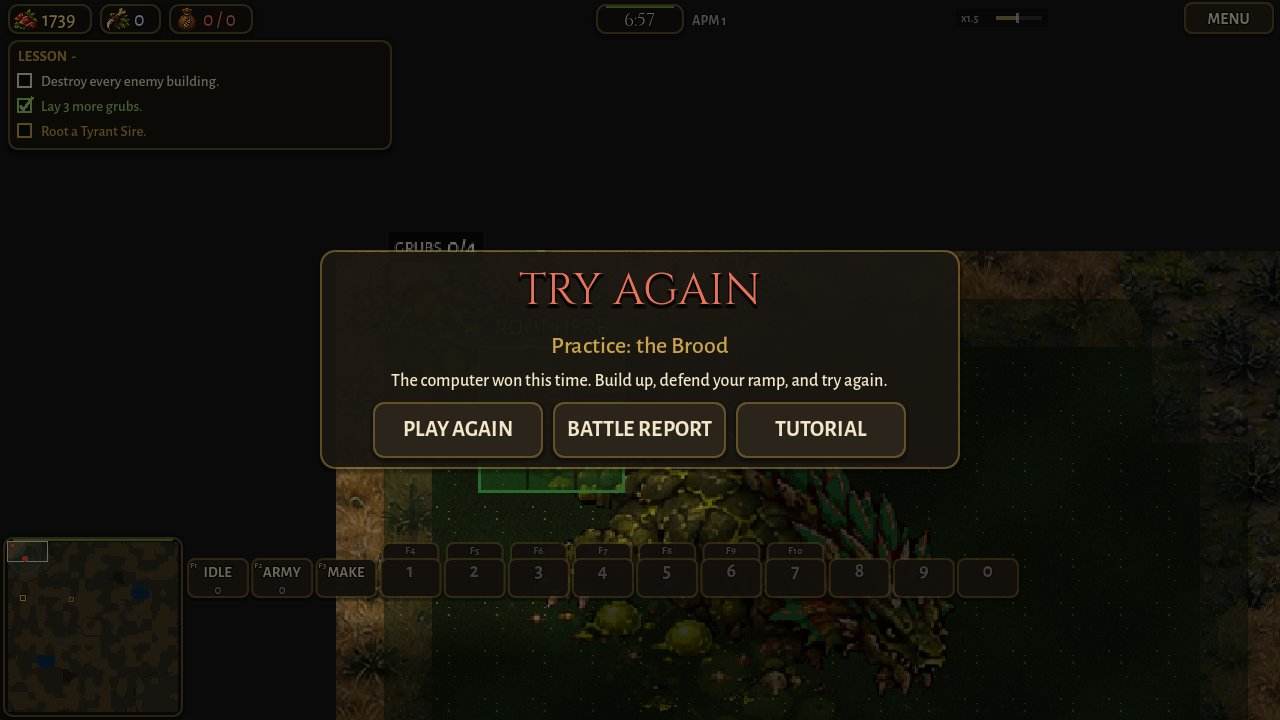 1739
0
0 / 0
6:57
APM 1
x1.5
MENU
LESSON -
Destroy every enemy building.
Lay 3 more grubs.
Root a Tyrant Sire.
GRUBS 0/4
TRY AGAIN
Practice: the Brood
The computer won this time. Build up, defend your ramp, and try again.
PLAY AGAIN
BATTLE REPORT
TUTORIAL
F1 IDLE 0
F2 ARMY 0
F3 MAKE
F4 1
F5 2
F6 3
F7 4
F8 5
F9 6
F10 7
8
9
0